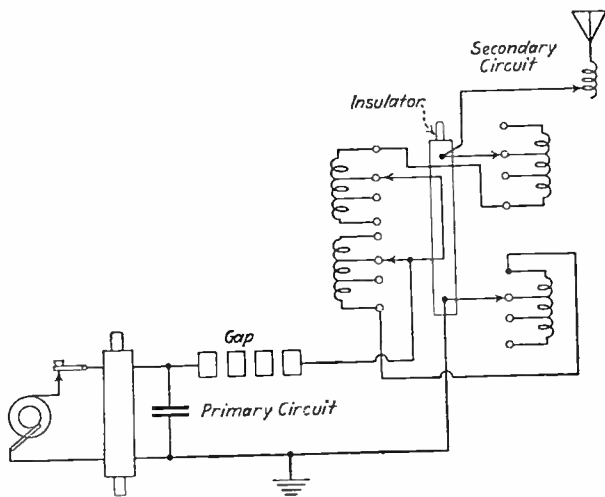 Secondary
Circuit
Insulator
Gap
Primary Circuit